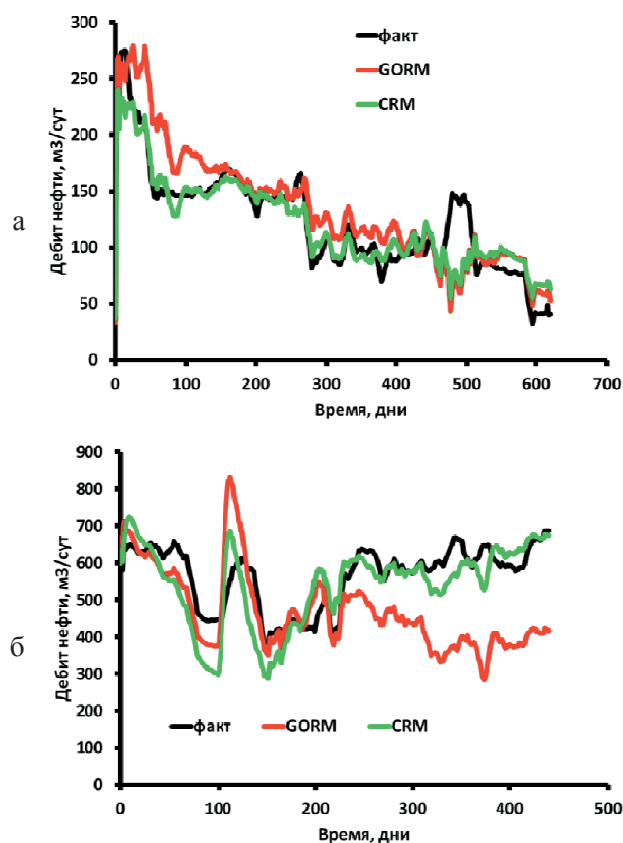 а
Дебит нефти, м3/сут
300
250
200
150
100
50
0
факт
GORM
CRM
0 100 200 300 400 500 600 700
Время, дни
б
Дебит нефти, м3/сут
900
800
700
600
500
400
300
200
100
0
факт GORM CRM
0 100 200 300 400 500
Время, дни